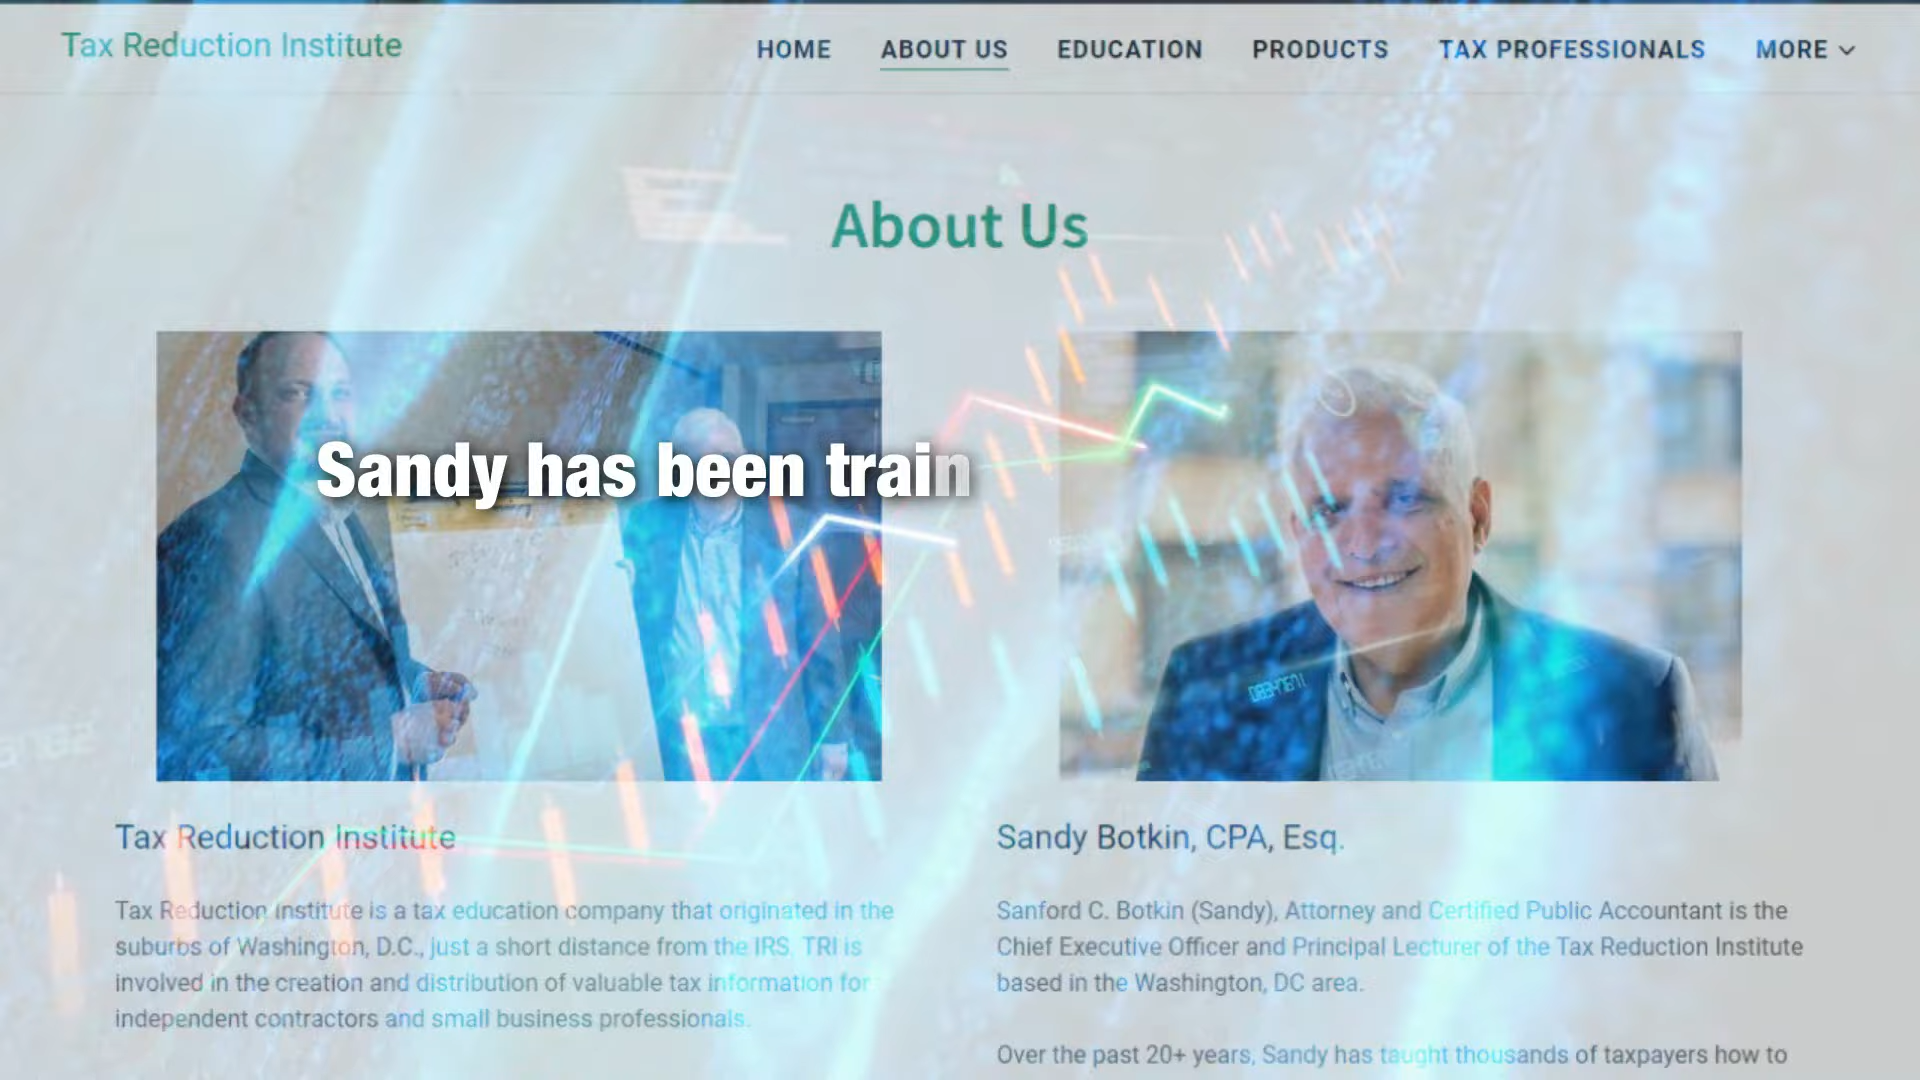 Tax Reduction Institute
HOME ABOUT US EDUCATION PRODUCTS TAX PROFESSIONALS MORE
About Us
Sandy has been train
Tax Reduction Institute
Tax Reduction institute is a tax education company that originated in the
suburbs of Washington, D.C., just a short distance from the IRS. TRI is
involved in the creation and distribution of valuable tax information for
independent contractors and small business professionals.
Sandy Botkin, CPA, Esq.
Sanford C. Botkin (Sandy), Attorney and Certified Public Accountant is the
Chief Executive Officer and Principal Lecturer of the Tax Reduction Institute
based in the Washington, DC area.
Over the past 20+ years, Sandy has taught thousands of taxpayers how to